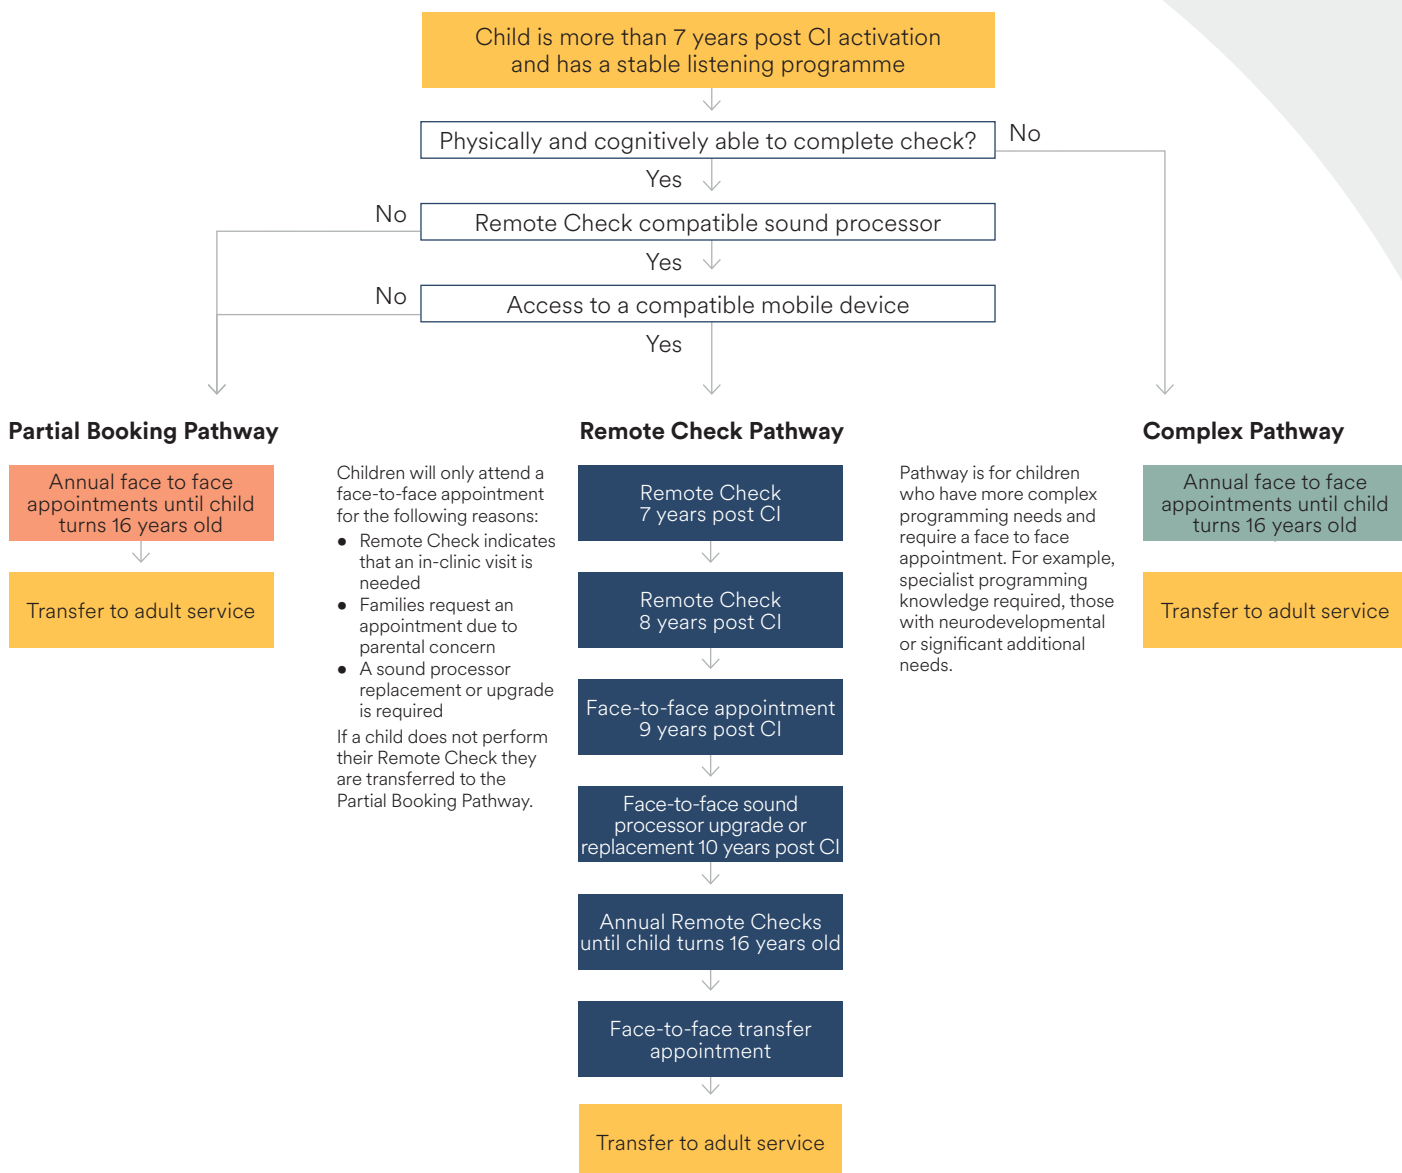 Child is more than 7 years post CI activation
and has a stable listening programme
Physically and cognitively able to complete check?
No
Yes
No
Remote Check compatible sound processor
Yes
No
Access to a compatible mobile device
Yes
Partial Booking Pathway
Annual face to face
appointments until child
turns 16 years old
Transfer to adult service
Children will only attend a
face-to-face appointment
for the following reasons:
● Remote Check indicates
that an in-clinic visit is
needed
● Families request an
appointment due to
parental concern
● A sound processor
replacement or upgrade
is required
If a child does not perform
their Remote Check they
are transferred to the
Partial Booking Pathway.
Remote Check Pathway
Remote Check
7 years post CI
Remote Check
8 years post CI
Face-to-face appointment
9 years post CI
Face-to-face sound
processor upgrade or
replacement 10 years post CI
Annual Remote Checks
until child turns 16 years old
Face-to-face transfer
appointment
Transfer to adult service
Pathway is for children
who have more complex
programming needs and
require a face to face
appointment. For example,
specialist programming
knowledge required, those
with neurodevelopmental
or significant additional
needs.
Complex Pathway
Annual face to face
appointments until child
turns 16 years old
Transfer to adult service